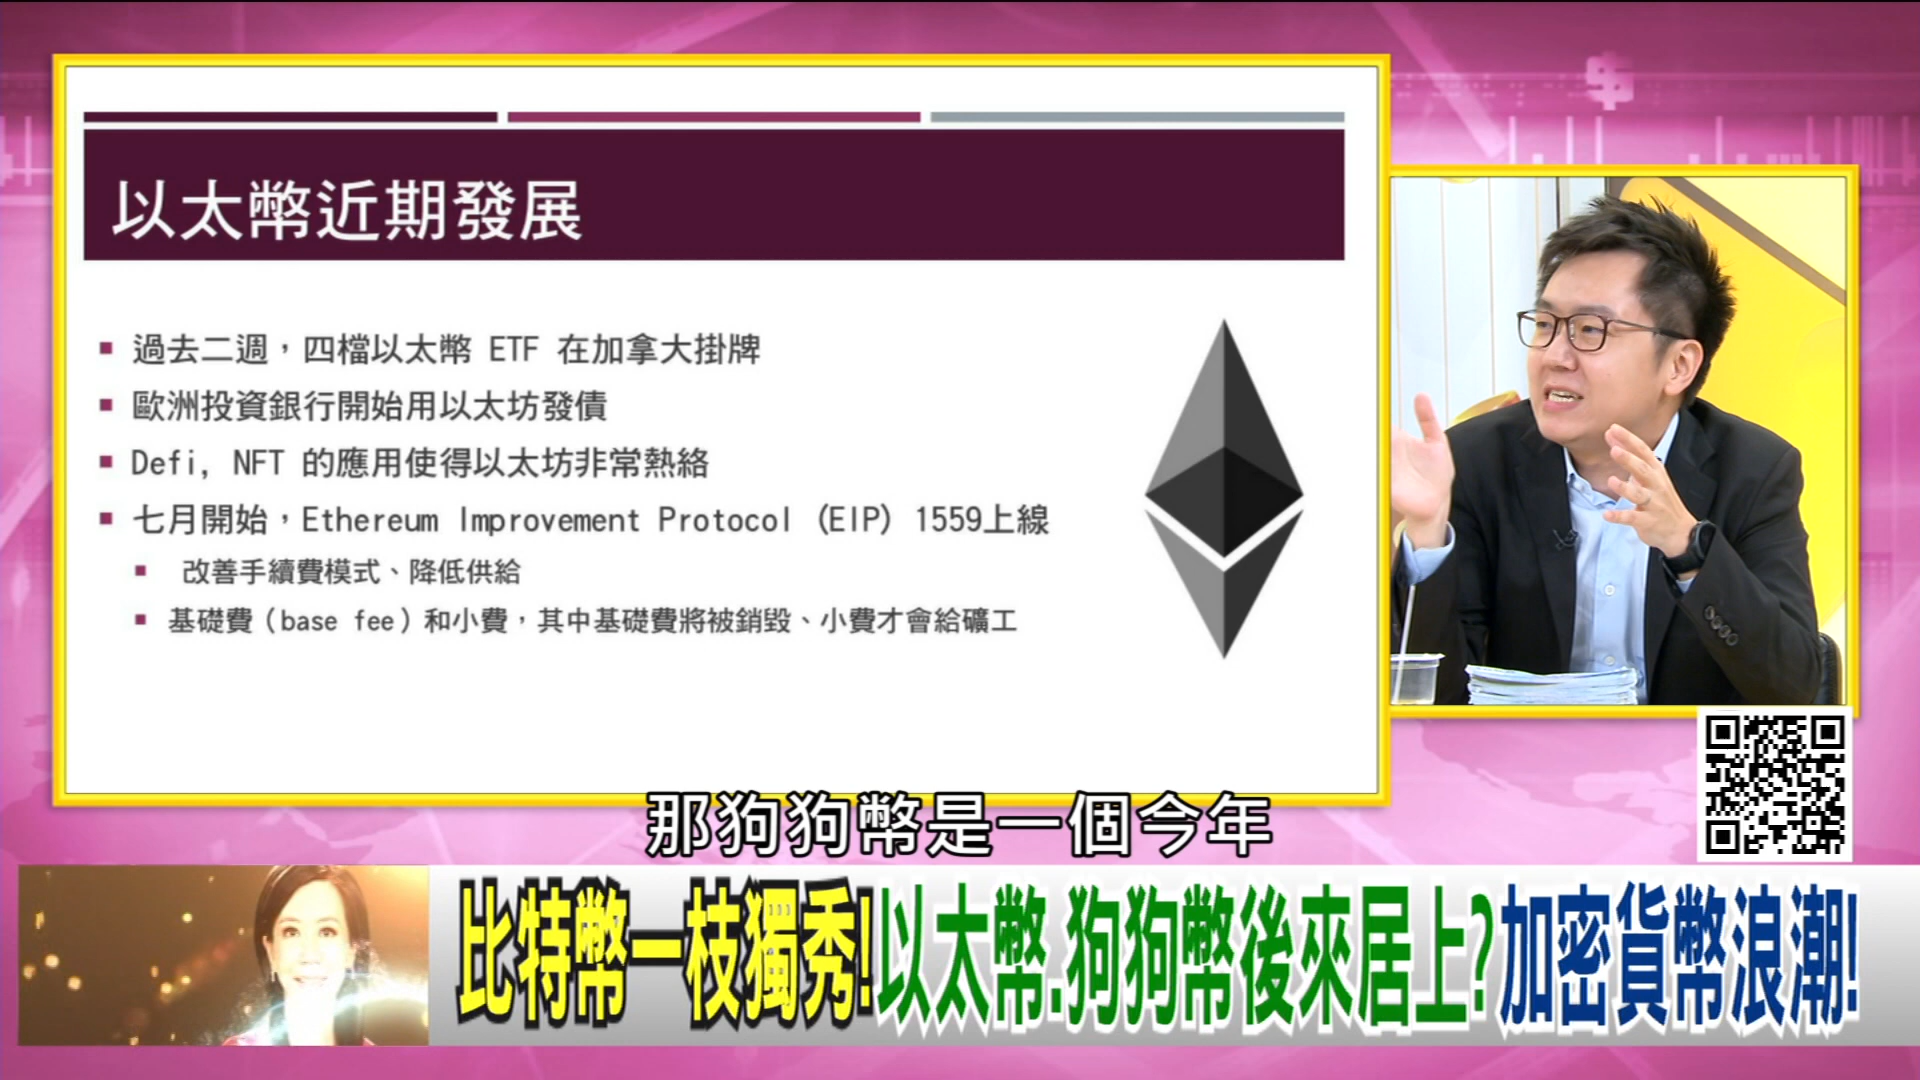 以太幣近期發展
過去二週，四檔以太幣 ETF 在加拿大掛牌
歐洲投資銀行開始用以太坊發債
Defi, NFT 的應用使得以太坊非常熱絡
七月開始，Ethereum Improvement Protocol (EIP) 1559上線
改善手續費模式、降低供給
基礎費（base fee）和小費，其中基礎費將被銷毀、小費才會給礦工
那狗狗幣是一個今年
比特幣一枝獨秀!以太幣.狗狗幣後來居上?加密貨幣浪潮!